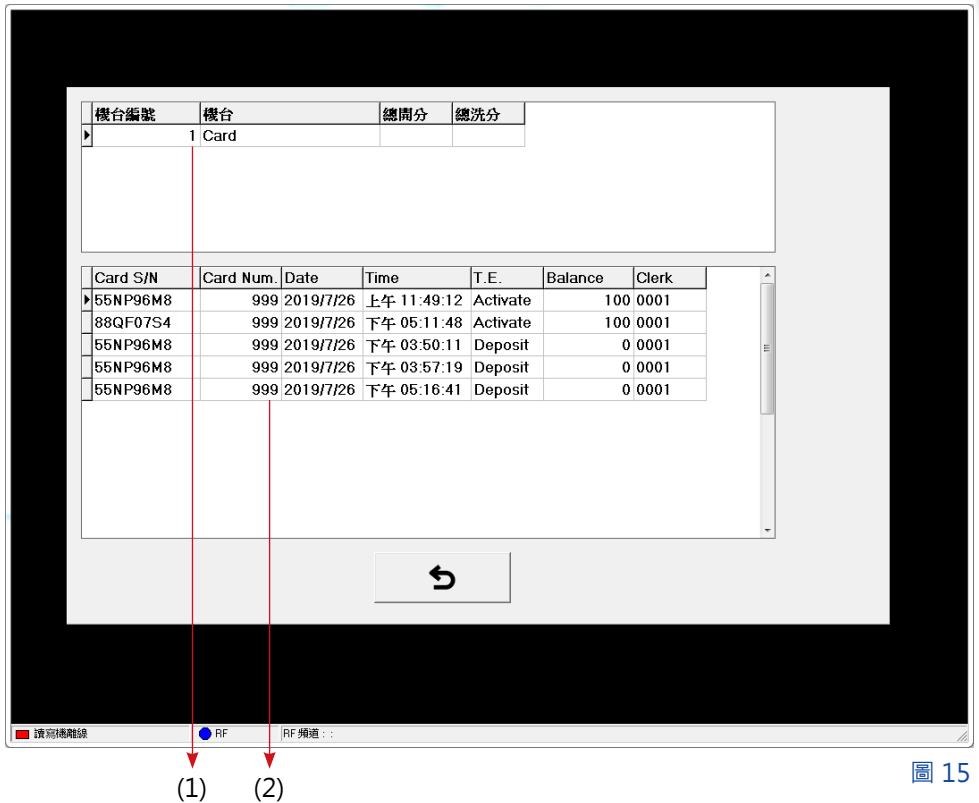 機台編號 機台 總開分 總洗分
1 Card
Card S/N Card Num. Date Time T.E. Balance Clerk
55NP96M8 999 2019/7/26 上午 11:49:12 Activate 100 0001
88QF07S4 999 2019/7/26 下午 05:11:48 Activate 100 0001
55NP96M8 999 2019/7/26 下午 03:50:11 Deposit 0 0001
55NP96M8 999 2019/7/26 下午 03:57:19 Deposit 0 0001
55NP96M8 999 2019/7/26 下午 05:16:41 Deposit 0 0001
讀寫機離線 RF RF 頻道 : :
(1) (2)
圖 15